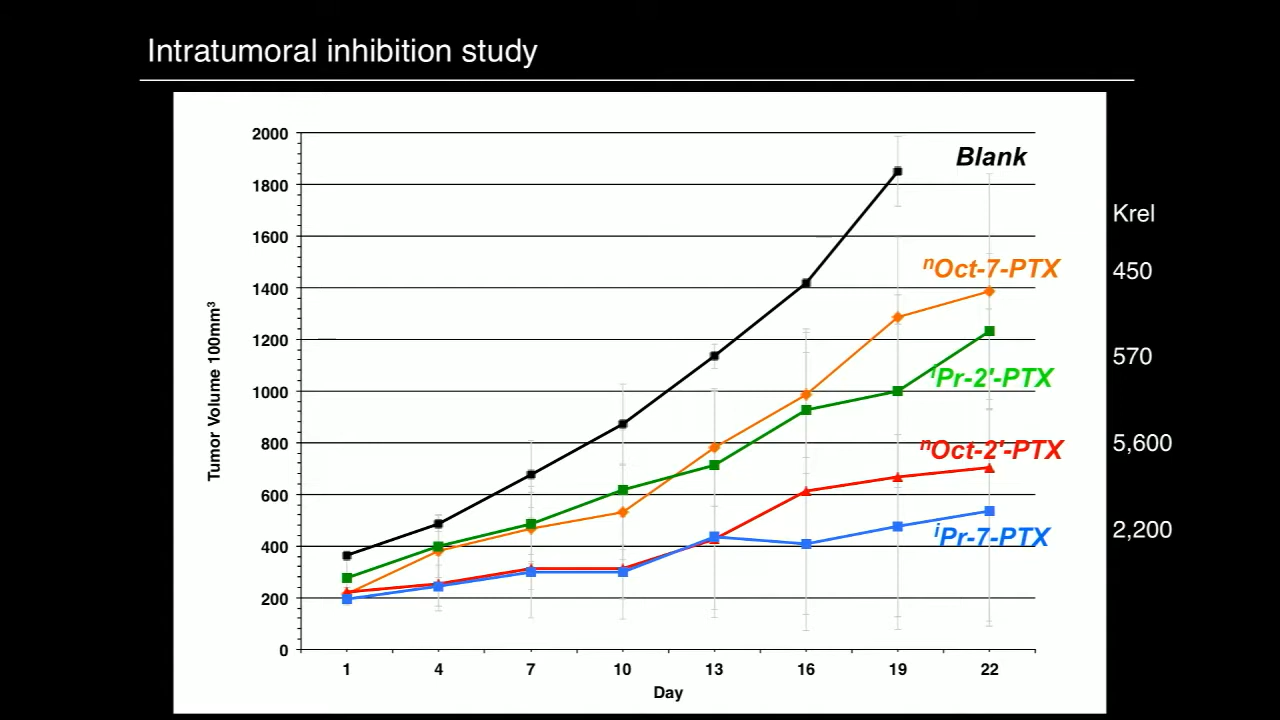 Intratumoral inhibition study
2000
1800
1600
1400
1200
1000
800
600
400
200
0
Tumor Volume 100mm³
1 4 7 10 13 16 19 22
Day
Blank
ⁿOct-7-PTX
ⁱPr-2'-PTX
ⁿOct-2'-PTX
ⁱPr-7-PTX
Krel
450
570
5,600
2,200